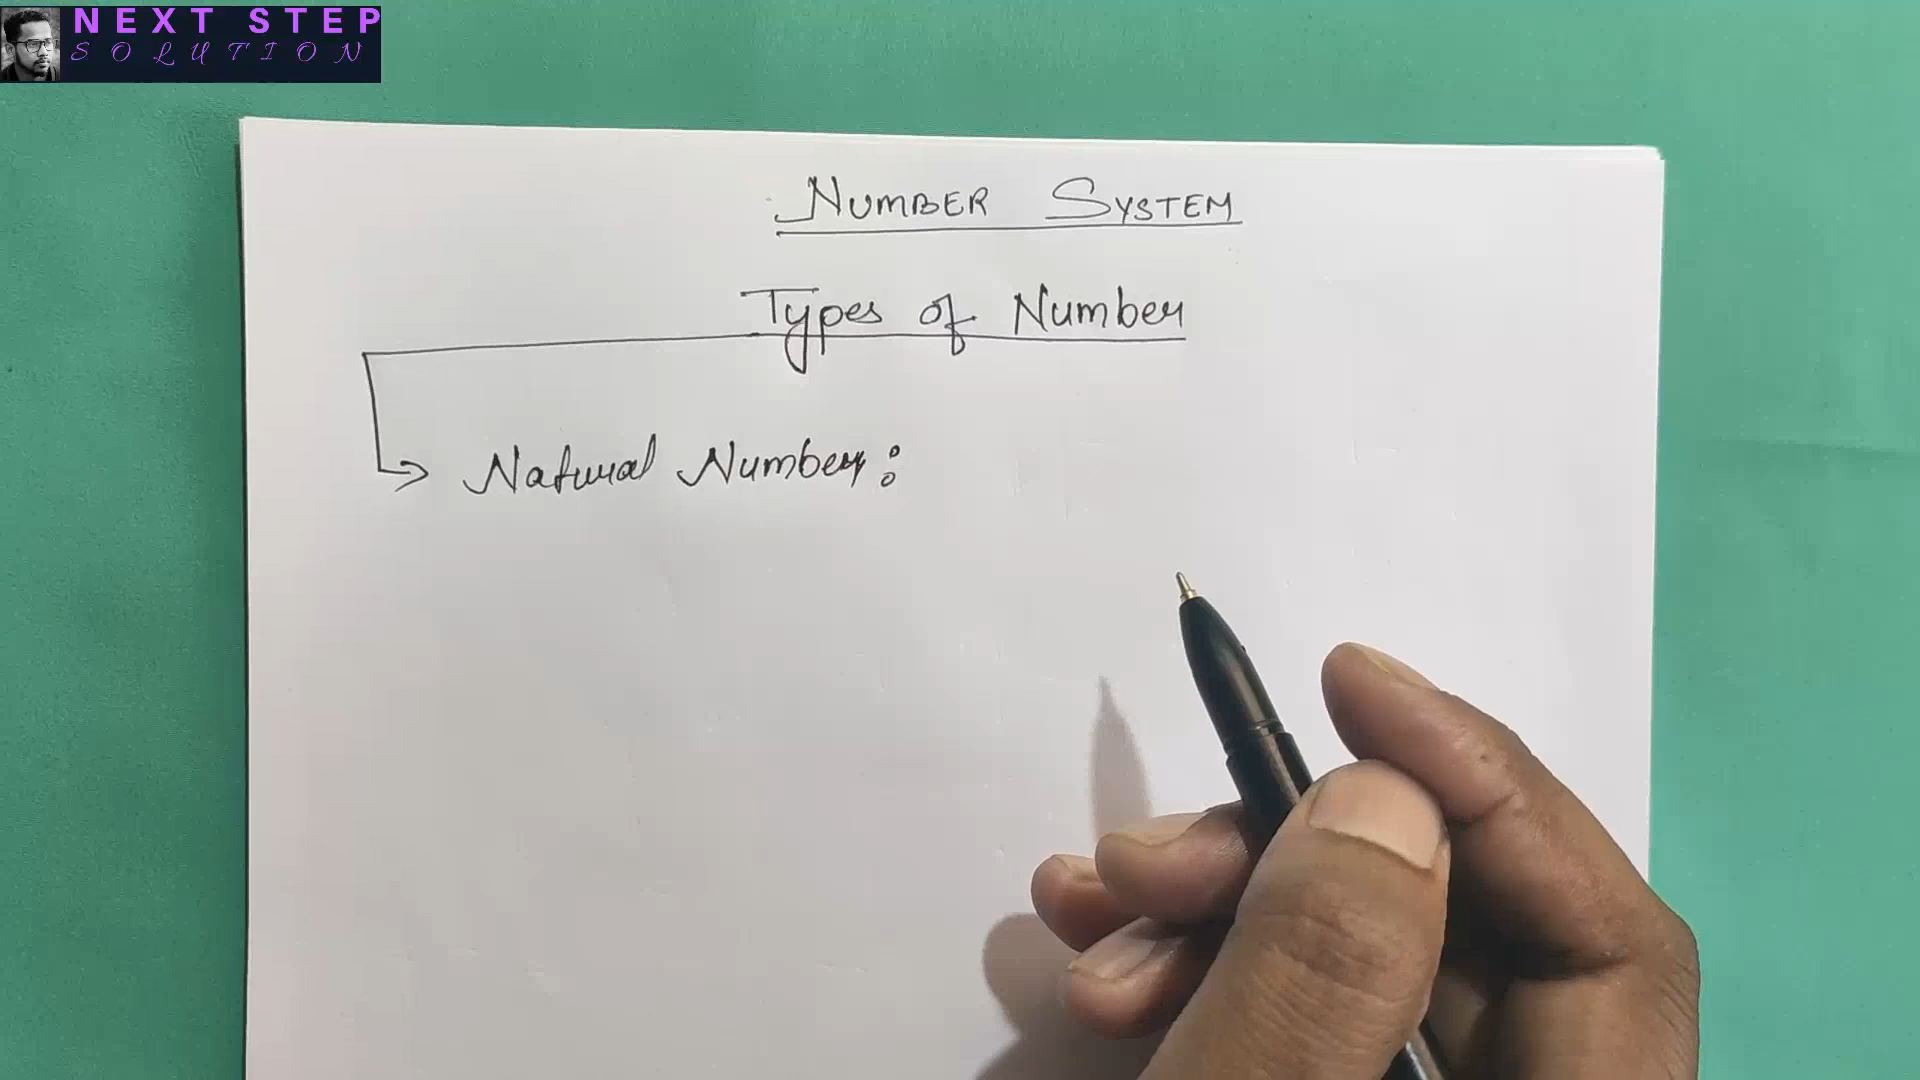 NEXT STEP
SOLUTION
NUMBER SYSTEM
Types of Number
Natural Number: